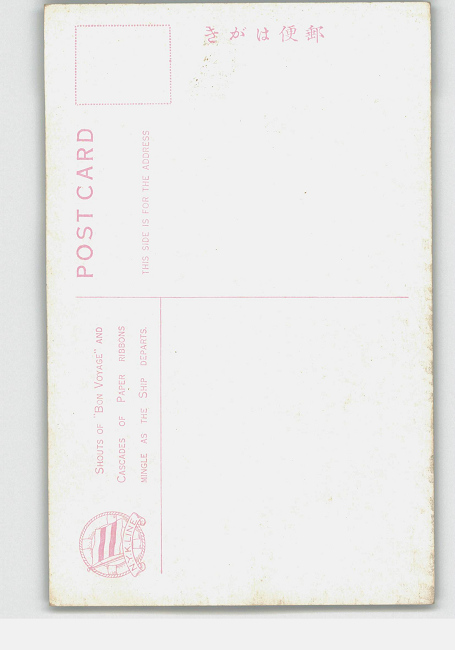 郵便はがき
POST CARD
THIS SIDE IS FOR THE ADDRESS
SHOUTS OF "BON VOYAGE" AND
CASCADES OF PAPER RIBBONS
MINGLE AS THE SHIP DEPARTS.
N.Y.K. LINE